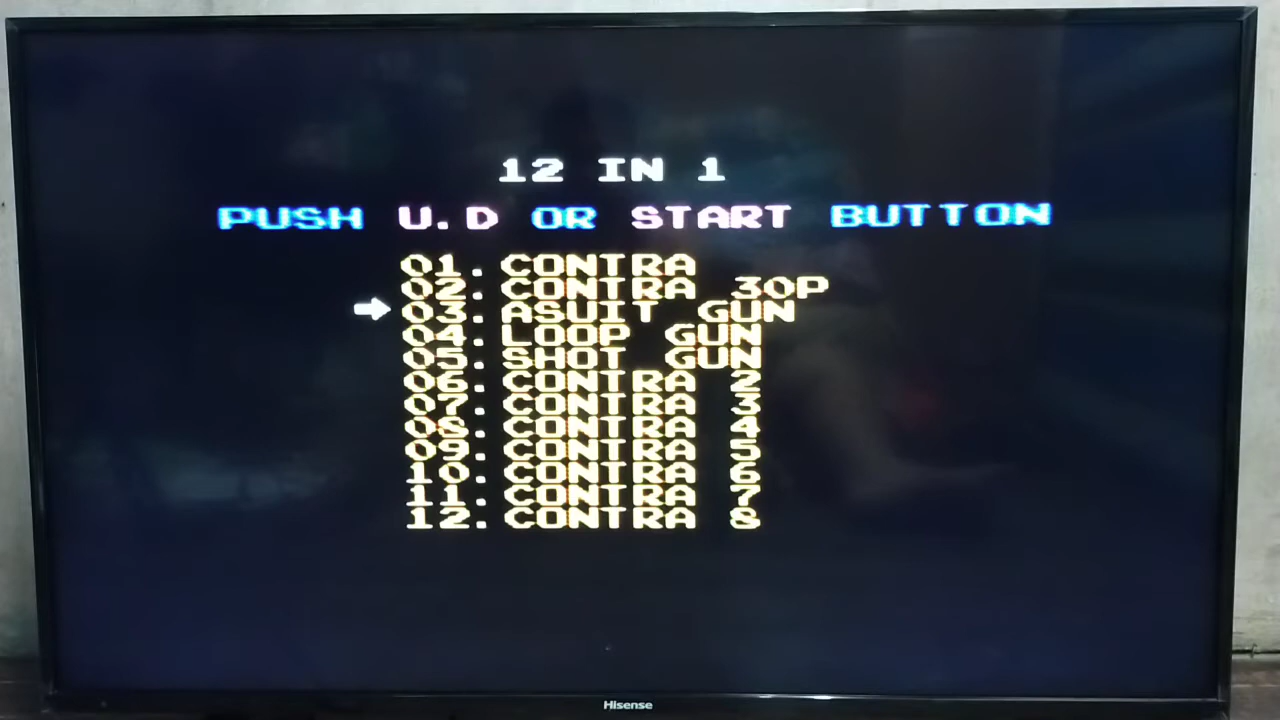 12 IN 1
PUSH U.D OR START BUTTON
01. CONTRA
02. CONTRA 30P
03. ASUIT GUN
04. LOOP GUN
05. SHOT GUN
06. CONTRA 2
07. CONTRA 3
08. CONTRA 4
09. CONTRA 5
10. CONTRA 6
11. CONTRA 7
12. CONTRA 8
Hisense